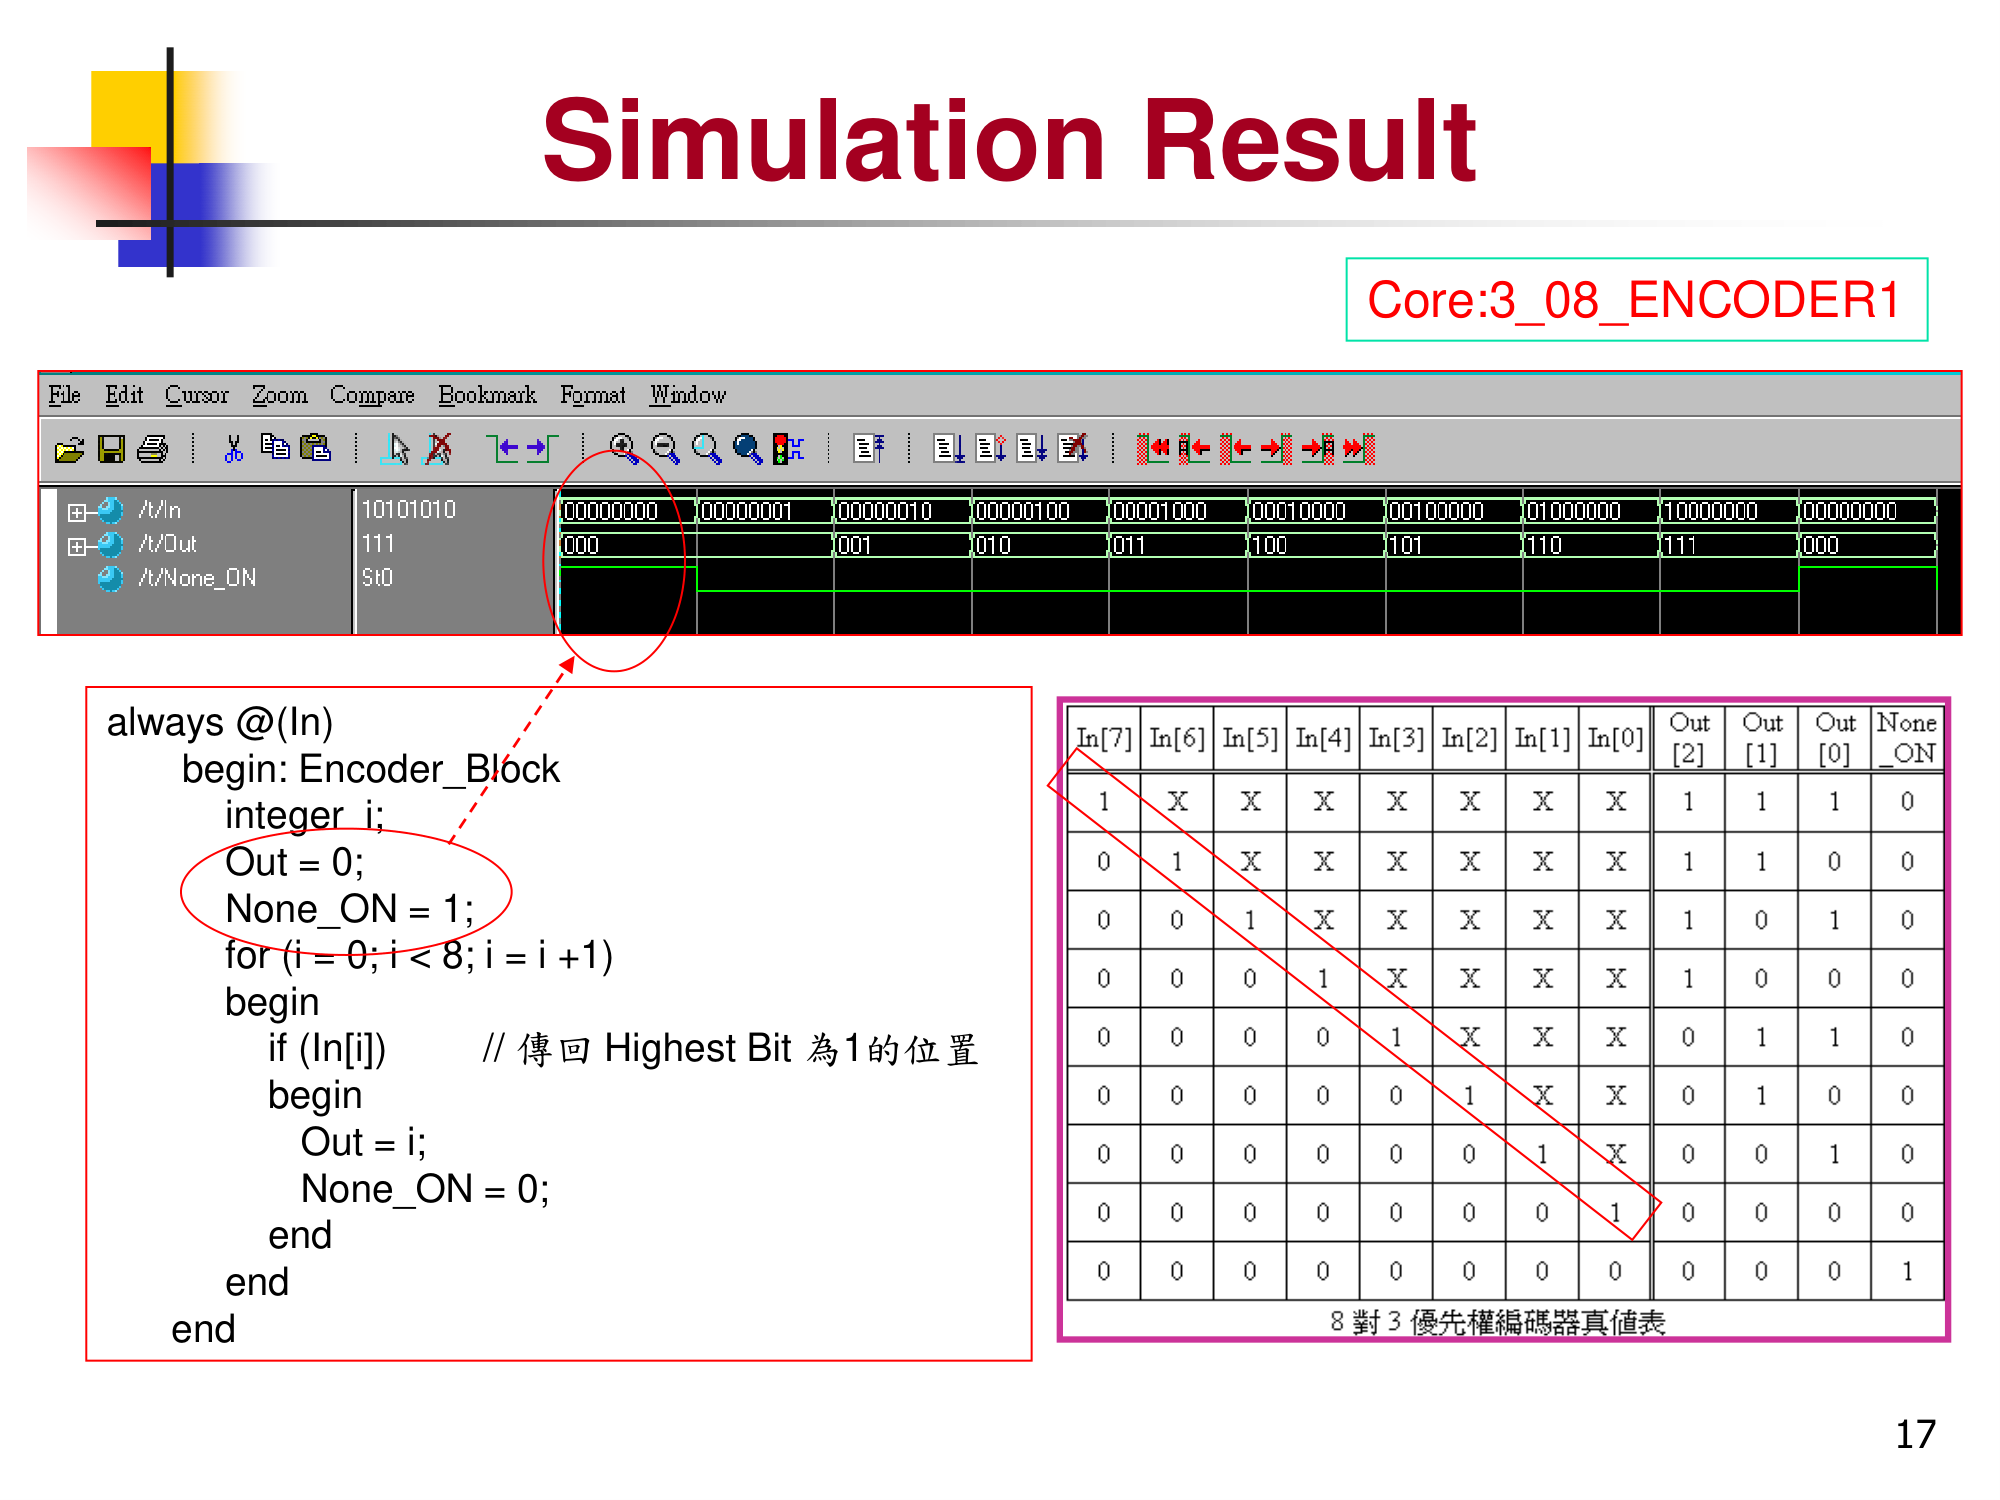 Simulation Result
Core:3_08_ENCODER1
File Edit Cursor Zoom Compare Bookmark Format Window
/t/In 10101010 00000000 00000001 00000010 00000100 00001000 00010000 00100000 01000000 10000000 00000000
/t/Out 111 000 001 010 011 100 101 110 111 000
/t/None_ON St0
always @(In)
begin: Encoder_Block
integer i;
Out = 0;
None_ON = 1;
for (i = 0; i < 8; i = i +1)
begin
if (In[i]) // 傳回 Highest Bit 為1的位置
begin
Out = i;
None_ON = 0;
end
end
end
In[7] In[6] In[5] In[4] In[3] In[2] In[1] In[0] Out [2] Out [1] Out [0] None _ON
1 X X X X X X X 1 1 1 0
0 1 X X X X X X 1 1 0 0
0 0 1 X X X X X 1 0 1 0
0 0 0 1 X X X X 1 0 0 0
0 0 0 0 1 X X X 0 1 1 0
0 0 0 0 0 1 X X 0 1 0 0
0 0 0 0 0 0 1 X 0 0 1 0
0 0 0 0 0 0 0 1 0 0 0 0
0 0 0 0 0 0 0 0 0 0 0 1
8 對 3 優先權編碼器真值表
17